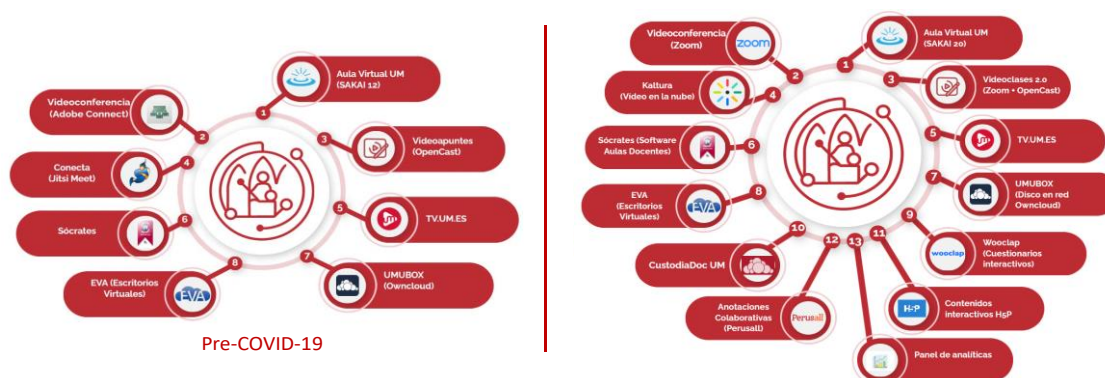 Aula Virtual UM
(SAKAI 12)
1
Videoconferencia
(Adobe Connect)
2
3
Videoapuntes
(OpenCast)
Conecta
(Jitsi Meet)
4
5
TV.UM.ES
Sócrates
6
7
UMUBOX
(Owncloud)
EVA (Escritorios
Virtuales)
EVA
8
Pre-COVID-19
Videoconferencia
(Zoom)
zoom
2
1
Aula Virtual UM
(SAKAI 20)
Kaltura
(Vídeo en la nube)
4
3
Videoclases 2.0
(Zoom + OpenCast)
Sócrates (Software
Aulas Docentes)
6
5
TV.UM.ES
EVA
(Escritorios
Virtuales)
EVA
8
7
UMUBOX
(Disco en red
Owncloud)
CustodiaDoc UM
10
9
wooclap
Wooclap
(Cuestionarios
interactivos)
Anotaciones
Colaborativas
(Perusall)
Perusall
12
11
H5P
Contenidos
interactivos H5P
13
Panel de analíticas